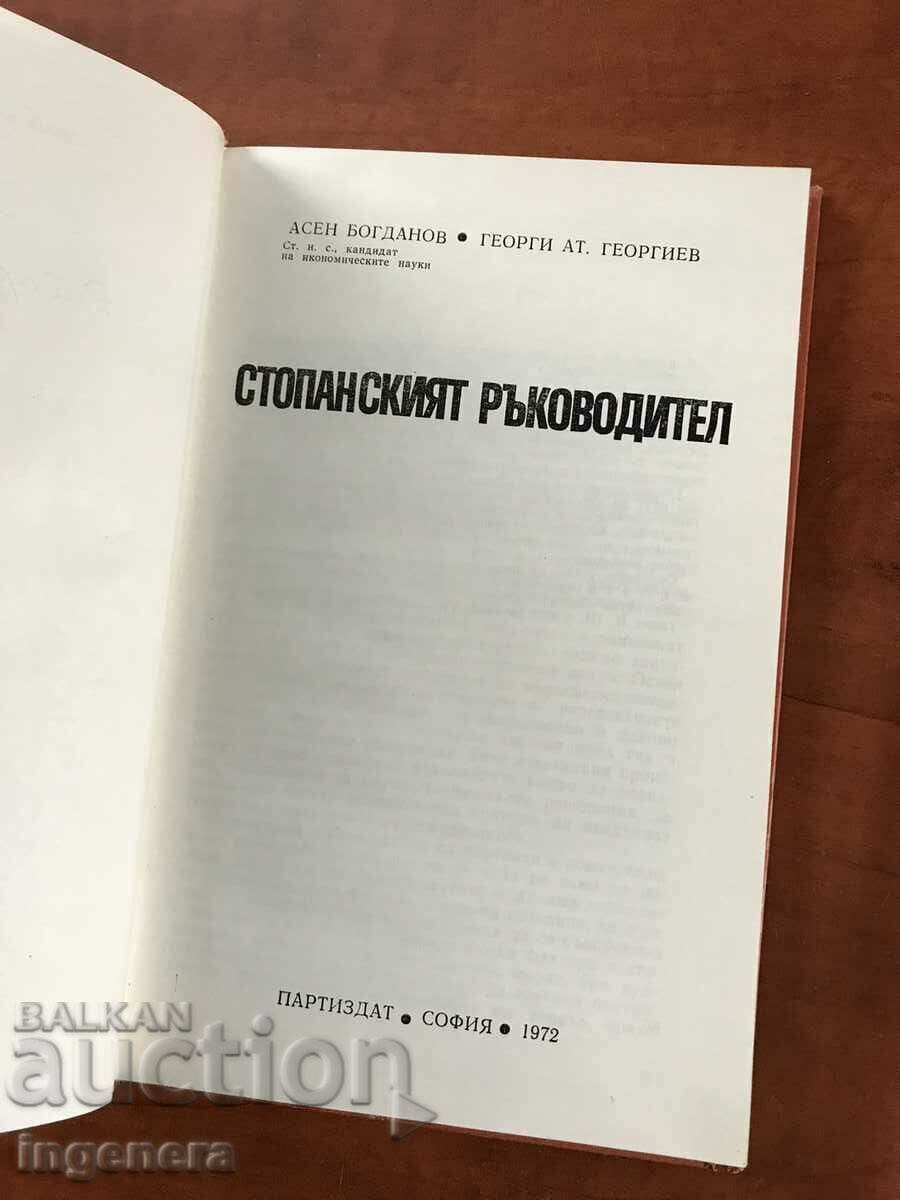 АСЕН БОГДАНОВ • ГЕОРГИ АТ. ГЕОРГИЕВ
Ст. н. с., кандидат
на икономическите науки
СТОПАНСКИЯТ РЪКОВОДИТЕЛ
ПАРТИЗДАТ • СОФИЯ • 1972
BALKAN
auction
ingenera